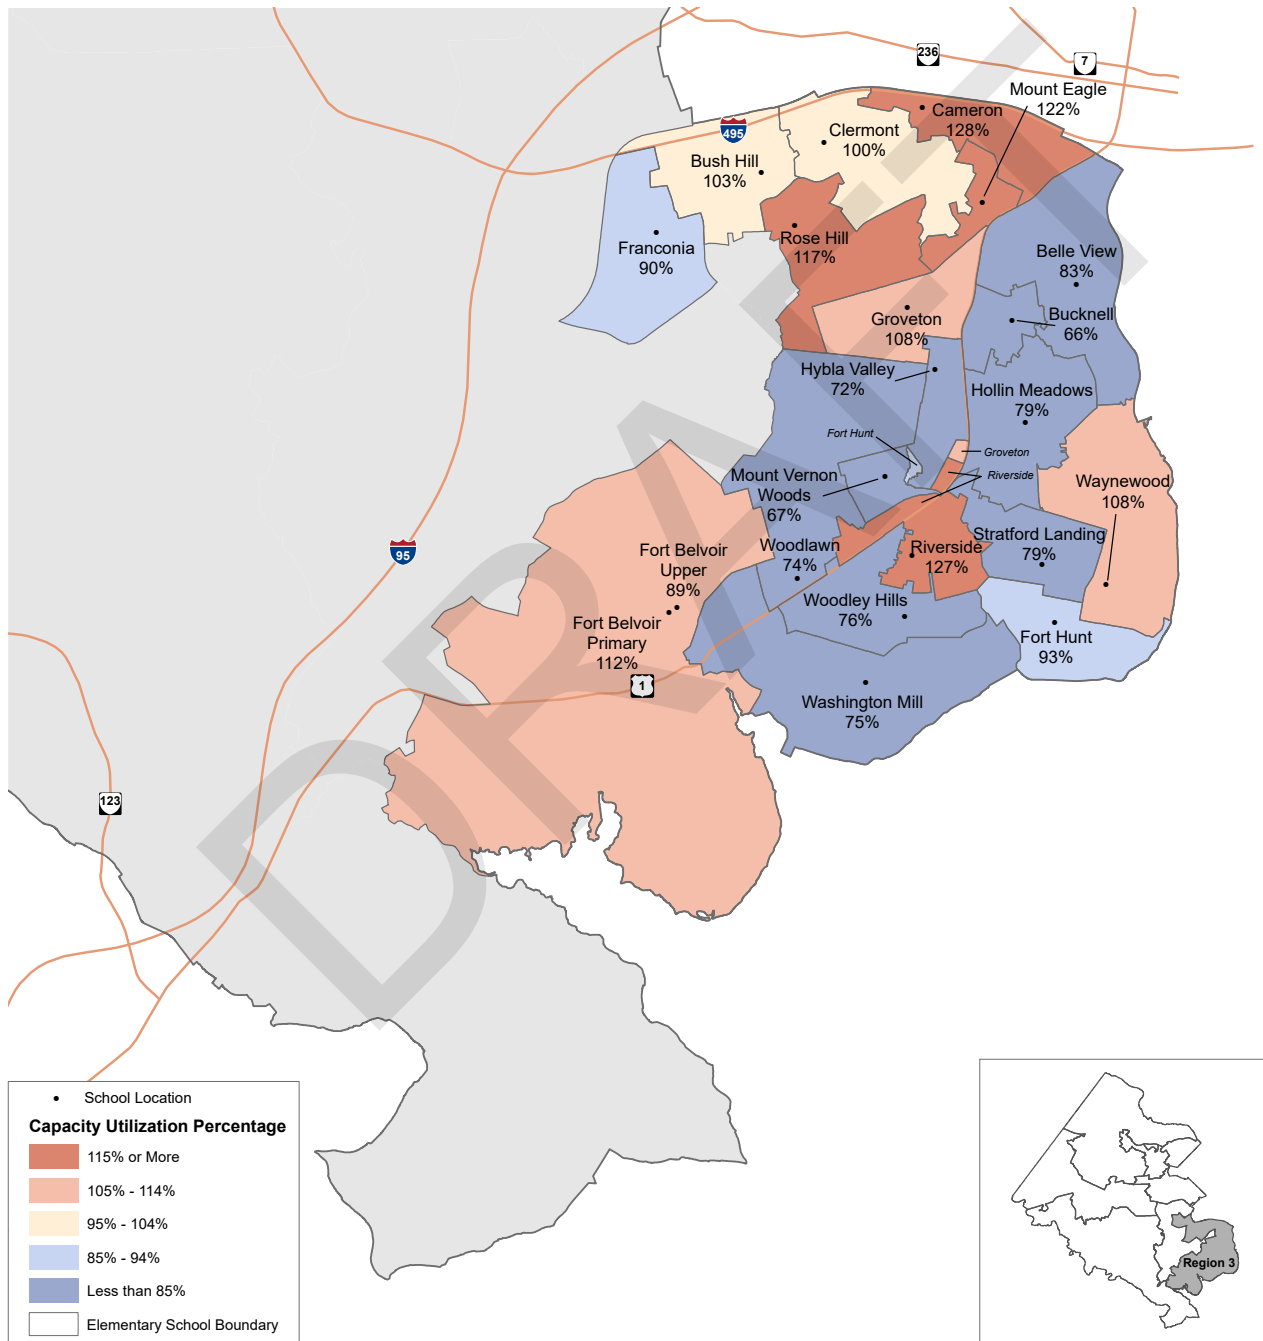 236
7
Mount Eagle
122%
Cameron
128%
495
Clermont
100%
Bush Hill
103%
Rose Hill
117%
Franconia
90%
Belle View
83%
Groveton
108%
Bucknell
66%
Hybla Valley
72%
Hollin Meadows
79%
Fort Hunt
Groveton
Riverside
Mount Vernon
Woods
67%
Waynewood
108%
95
Fort Belvoir
Upper
89%
Woodlawn
74%
Riverside
127%
Stratford Landing
79%
Woodley Hills
76%
Fort Belvoir
Primary
112%
Fort Hunt
93%
1
Washington Mill
75%
123
DRAFT
School Location
Capacity Utilization Percentage
115% or More
105% - 114%
95% - 104%
85% - 94%
Less than 85%
Elementary School Boundary
Region 3